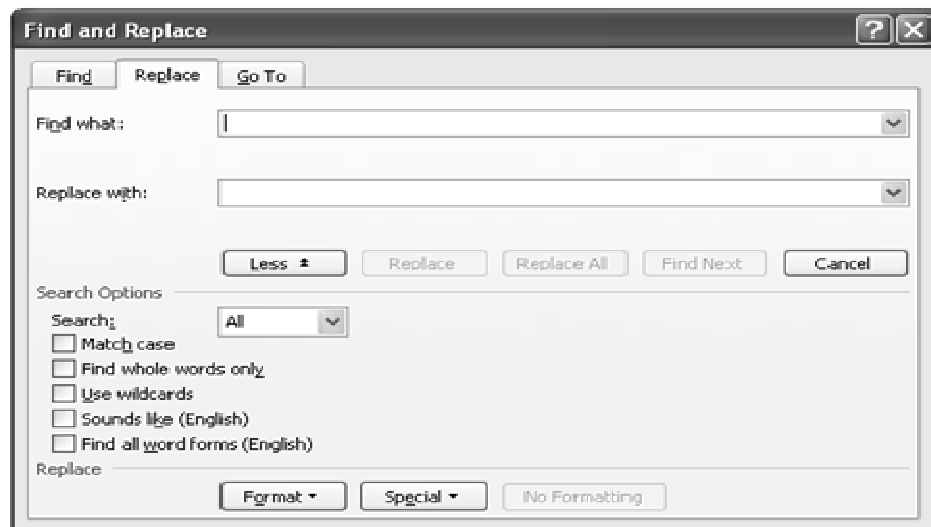 Find and Replace
Find Replace Go To
Find what:
Replace with:
Less Replace Replace All Find Next Cancel
Search Options
Search: All
Match case
Find whole words only
Use wildcards
Sounds like (English)
Find all word forms (English)
Replace
Format Special No Formatting